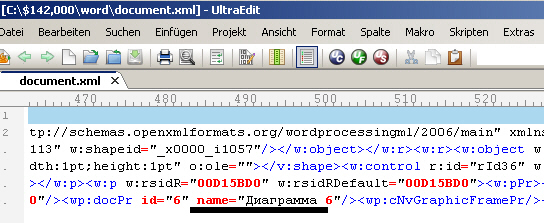 [C:\$142,000\word\document.xml] - UltraEdit
Datei Bearbeiten Suchen Einfügen Projekt Ansicht Format Spalte Makro Skripten Extras
document.xml X
470 480 490 500 510 520
1
2 tp://schemas.openxmlformats.org/wordprocessingml/2006/main" xmlns
113" w:shapeid="_x0000_i1057"/></w:object></w:r><w:r><w:object w
dth:1pt;height:1pt" o:ole=""></v:shape><w:control r:id="rId36" w
></w:p><w:p w:rsidR="00D15BD0" w:rsidRDefault="00D15BD0"><w:pPr>
0"/><wp:docPr id="6" name="Диаграмма 6"/><wp:cNvGraphicFramePr/>